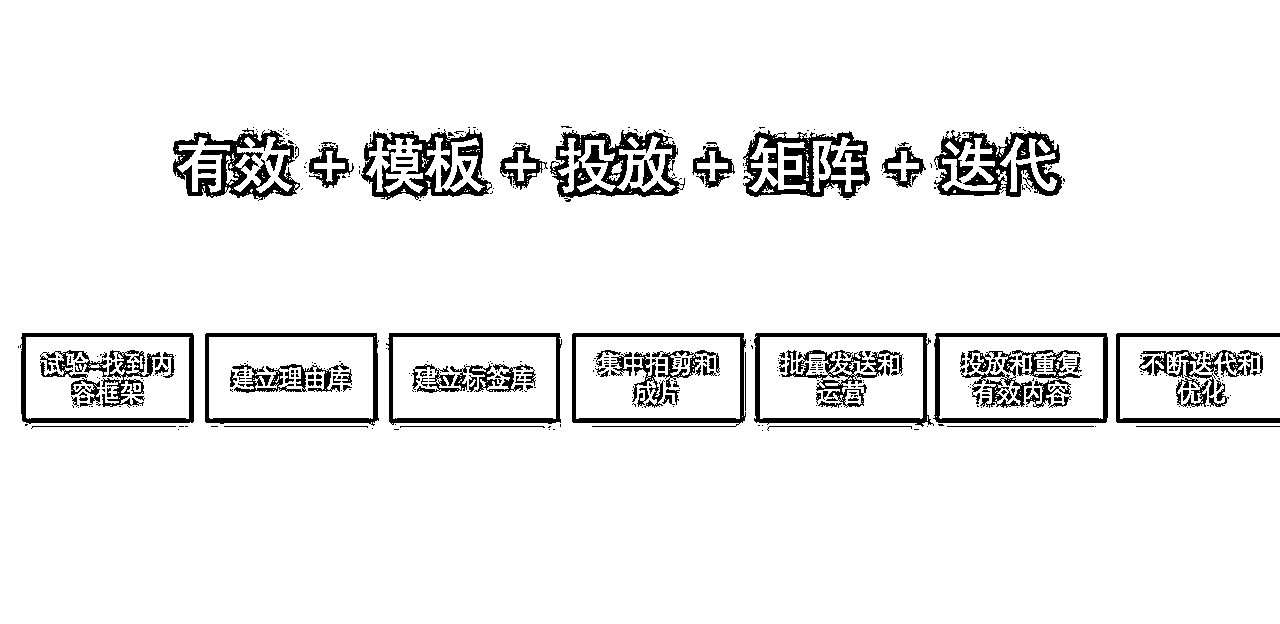 有效 + 模板 + 投放 + 矩阵 + 迭代
试验-找到内
容框架
建立理由库
建立标签库
集中拍剪和
成片
批量发送和
运营
投放和重复
有效内容
不断迭代和
优化